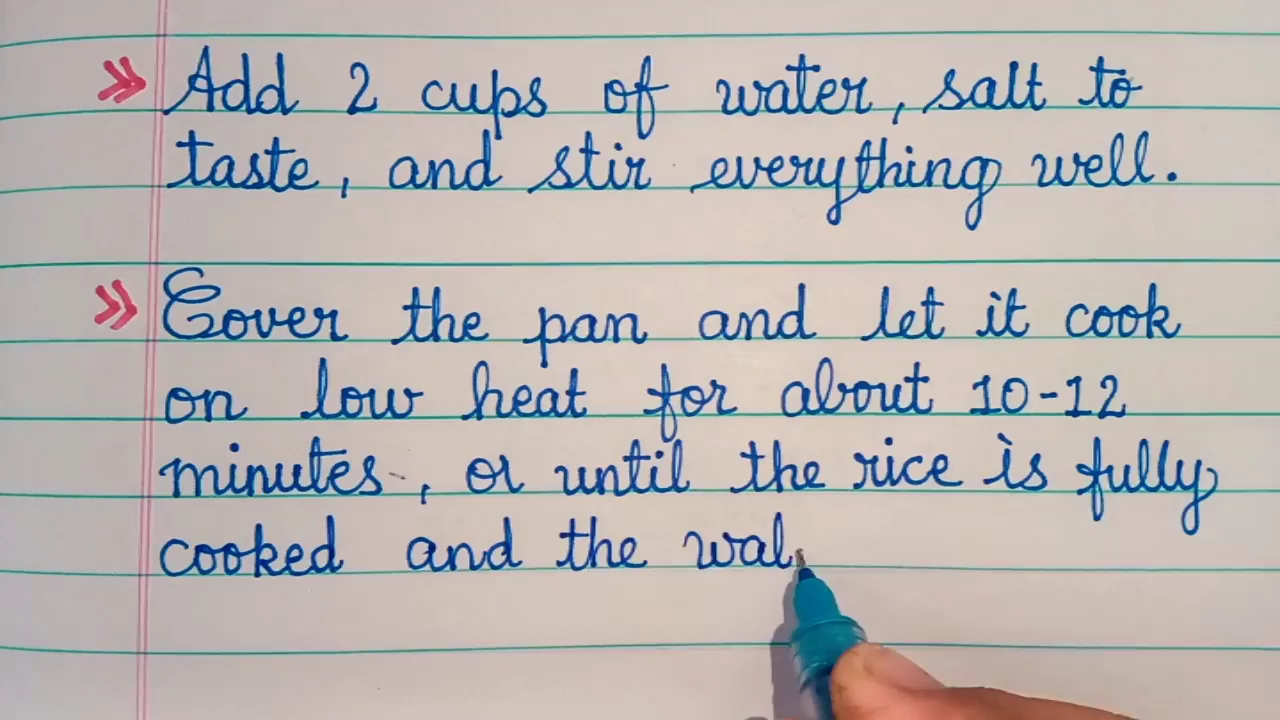 » Add 2 cups of water, salt to
taste, and stir everything well.
» Cover the pan and let it cook
on low heat for about 10-12
minutes, or until the rice is fully
cooked and the